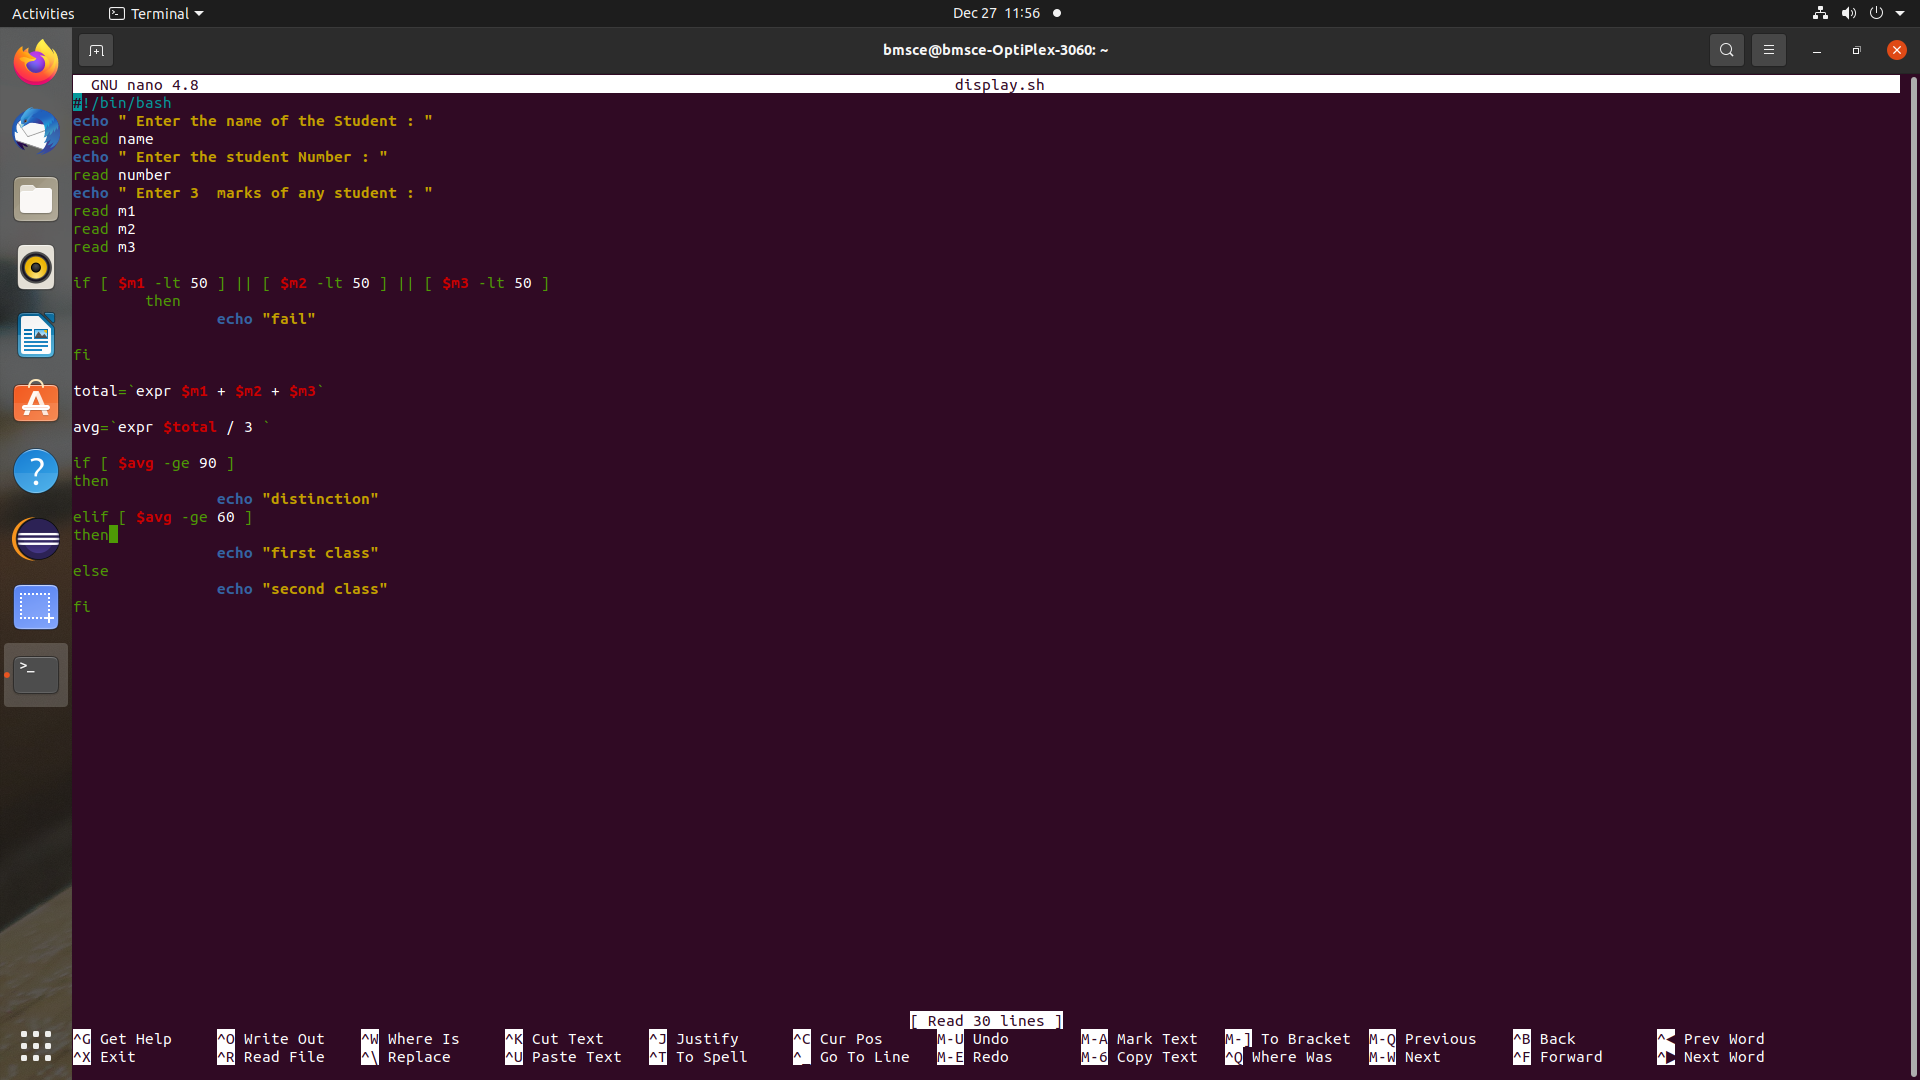 Activities Terminal Dec 27 11:56
bmsce@bmsce-OptiPlex-3060: ~
GNU nano 4.8 display.sh
#!/bin/bash
echo " Enter the name of the Student : "
read name
echo " Enter the student Number : "
read number
echo " Enter 3  marks of any student : "
read m1
read m2
read m3
if [ $m1 -lt 50 ] || [ $m2 -lt 50 ] || [ $m3 -lt 50 ]
        then
                echo "fail"
fi
total=`expr $m1 + $m2 + $m3`
avg=`expr $total / 3 `
if [ $avg -ge 90 ]
then
                echo "distinction"
elif [ $avg -ge 60 ]
then
                echo "first class"
else
                echo "second class"
fi
[ Read 30 lines ]
^G Get Help ^O Write Out ^W Where Is ^K Cut Text ^J Justify ^C Cur Pos M-U Undo M-A Mark Text M-] To Bracket M-Q Previous ^B Back ^◀ Prev Word
^X Exit ^R Read File ^\ Replace ^U Paste Text ^T To Spell ^_ Go To Line M-E Redo M-6 Copy Text ^Q Where Was M-W Next ^F Forward ^▶ Next Word